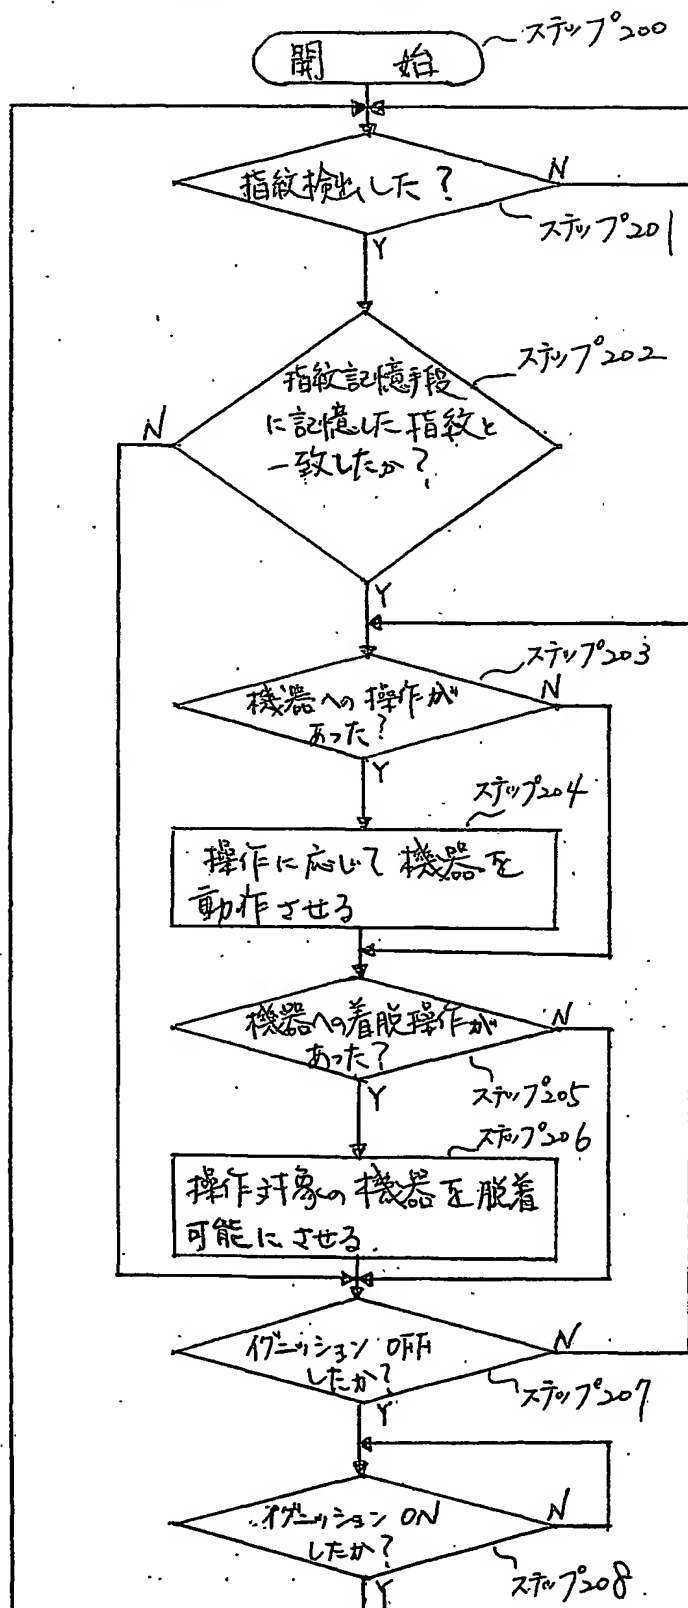 開 始
ステップ200
指紋検出した?
N
ステップ201
Y
ステップ202
指紋記憶手段
に記憶した指紋と
一致したか?
N
Y
ステップ203
機器への操作が
あった?
N
Y
ステップ204
操作に応じて機器を
動作させる
機器への着脱操作が
あった?
N
ステップ205
Y
ステップ206
操作対象の機器を脱着
可能にさせる
イグニッション OFF
したか?
N
ステップ207
Y
イグニッション ON
したか?
N
ステップ208
Y